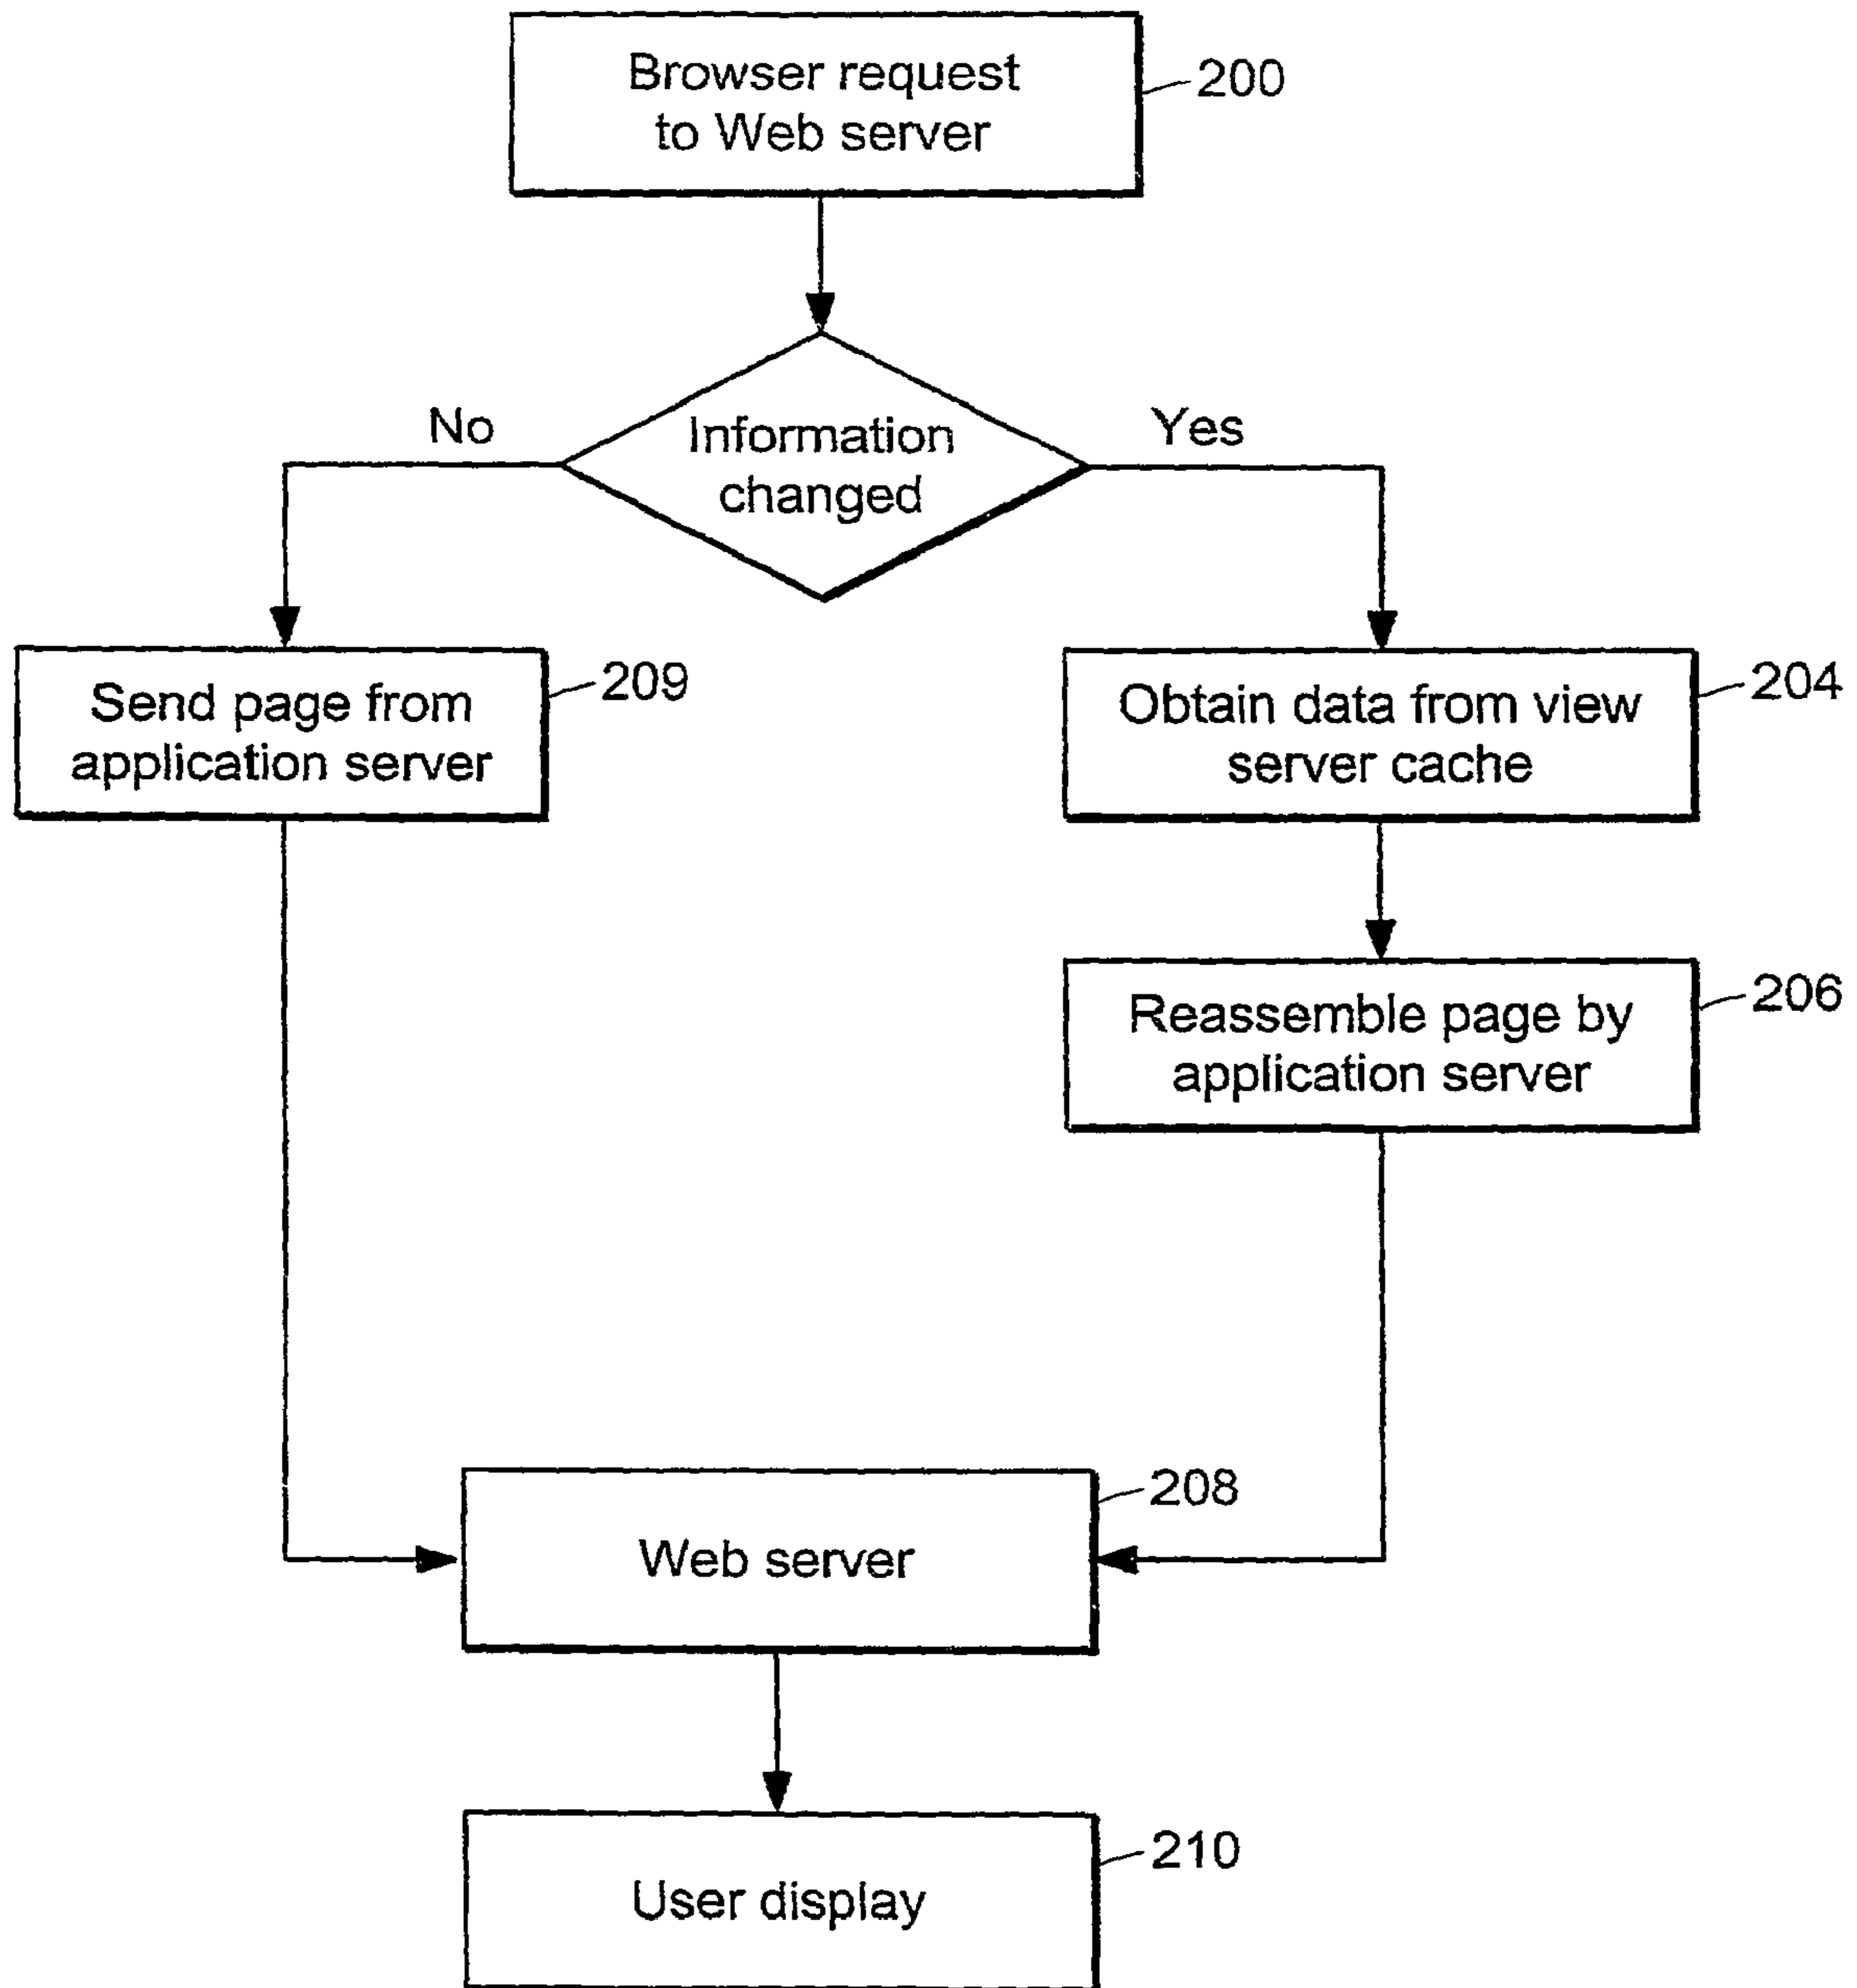 Browser request
to Web server
200
No
Information
changed
Yes
Send page from
application server
209
Obtain data from view
server cache
204
Reassemble page by
application server
206
Web server
208
User display
210